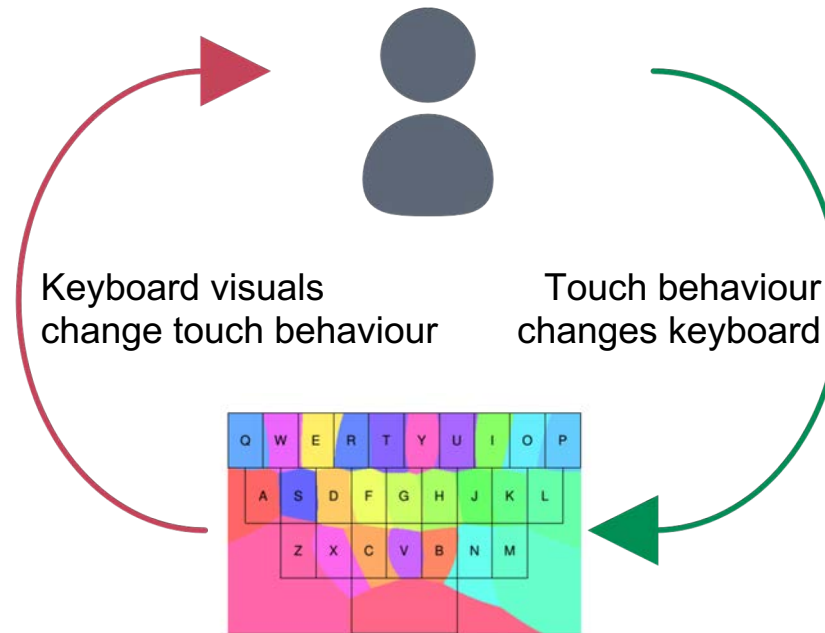 Keyboard visuals
change touch behaviour
Touch behaviour
changes keyboard
Q W E R T Y U I O P
A S D F G H J K L
Z X C V B N M